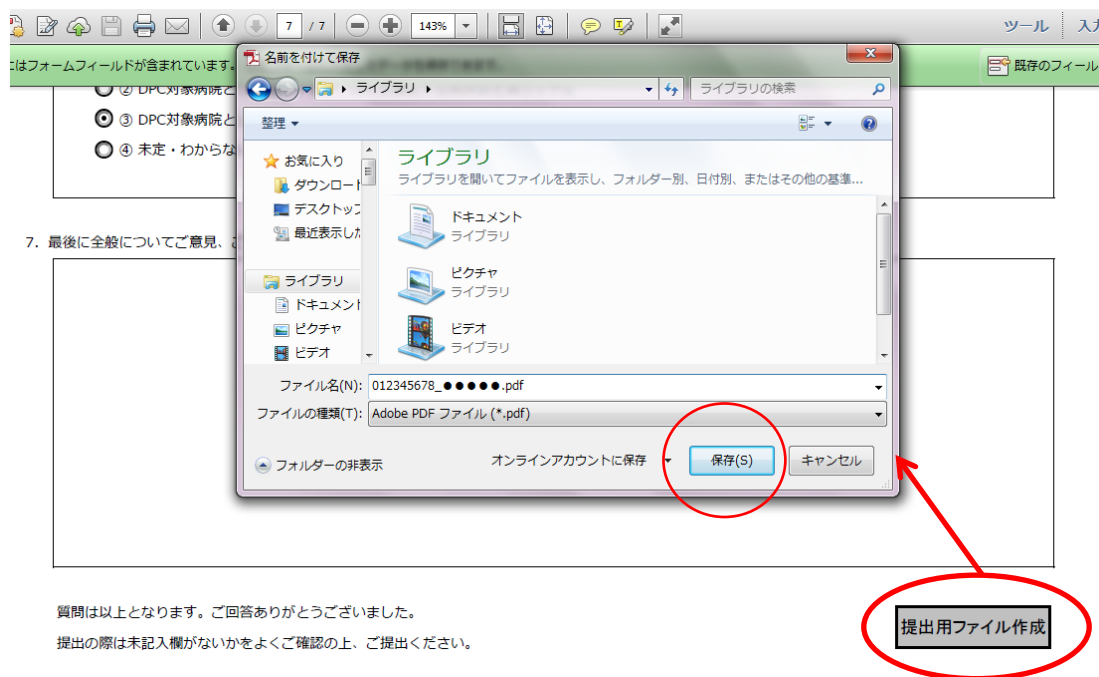 7 / 7 143% ツール
名前を付けて保存
はフォームフィールドが含まれています。 既存のフィール
ライブラリ ライブラリの検索
② DPC対象病院と
③ DPC対象病院と
④ 未定・わからな
整理
お気に入り
ダウンロード
デスクトップ
最近表示した
ライブラリ
ドキュメント
ピクチャ
ビデオ
ライブラリ
ライブラリを開いてファイルを表示し、フォルダー別、日付別、またはその他の基準...
ドキュメント
ライブラリ
ピクチャ
ライブラリ
ビデオ
ライブラリ
7. 最後に全般についてご意見、
ファイル名(N): 012345678_●●●●●.pdf
ファイルの種類(T): Adobe PDF ファイル (*.pdf)
フォルダーの非表示 オンラインアカウントに保存 保存(S) キャンセル
質問は以上となります。ご回答ありがとうございました。
提出の際は未記入欄がないかをよくご確認の上、ご提出ください。
提出用ファイル作成